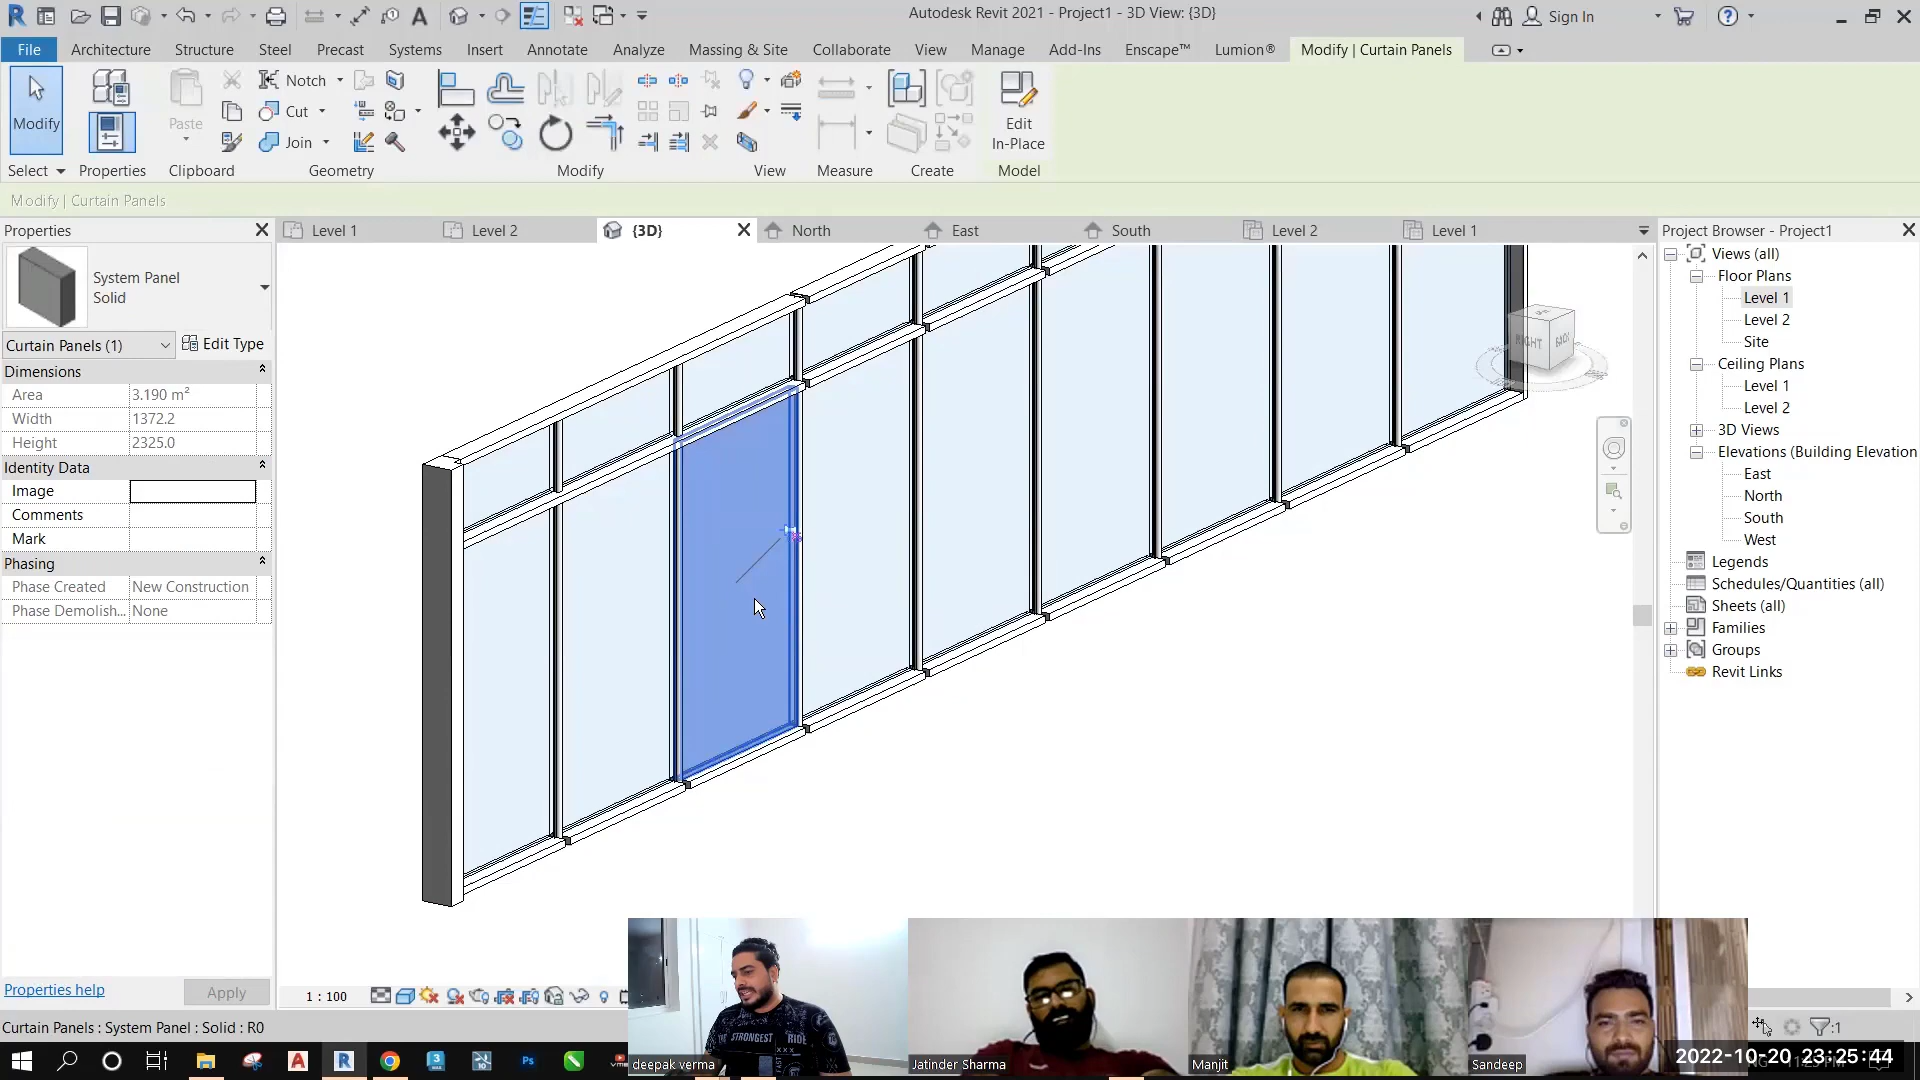 Autodesk Revit 2021 - Project1 - 3D View: {3D}
Sign In
File
Architecture
Structure
Steel
Precast
Systems
Insert
Annotate
Analyze
Massing & Site
Collaborate
View
Manage
Add-Ins
Enscape™
Lumion®
Modify | Curtain Panels
Modify
Paste
Notch
Cut
Join
Edit
In-Place
Select
Properties
Clipboard
Geometry
Modify
View
Measure
Create
Model
Modify | Curtain Panels
Properties
Level 1
Level 2
{3D}
North
East
South
Level 2
Level 1
Project Browser - Project1
System Panel
Solid
Curtain Panels (1)
Edit Type
Dimensions
Area 3.190 m²
Width 1372.2
Height 2325.0
Identity Data
Image
Comments
Mark
Phasing
Phase Created New Construction
Phase Demolish... None
Properties help
Apply
RIGHT
BACK
Views (all)
Floor Plans
Level 1
Level 2
Site
Ceiling Plans
Level 1
Level 2
3D Views
Elevations (Building Elevation
East
North
South
West
Legends
Schedules/Quantities (all)
Sheets (all)
Families
Groups
Revit Links
1 : 100
Curtain Panels : System Panel : Solid : R0
:1
STRONGEST RIDE
deepak verma
Jatinder Sharma
Manjit
Sandeep
2022-10-20 23:25:44